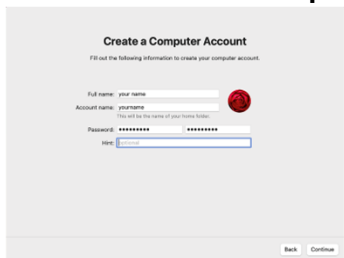 Create a Computer Account
Fill out the following information to create your computer account.
Full name: your name
Account name: yourname
This will be the name of your home folder.
Password: ••••••••• •••••••••
Hint: optional
Back Continue